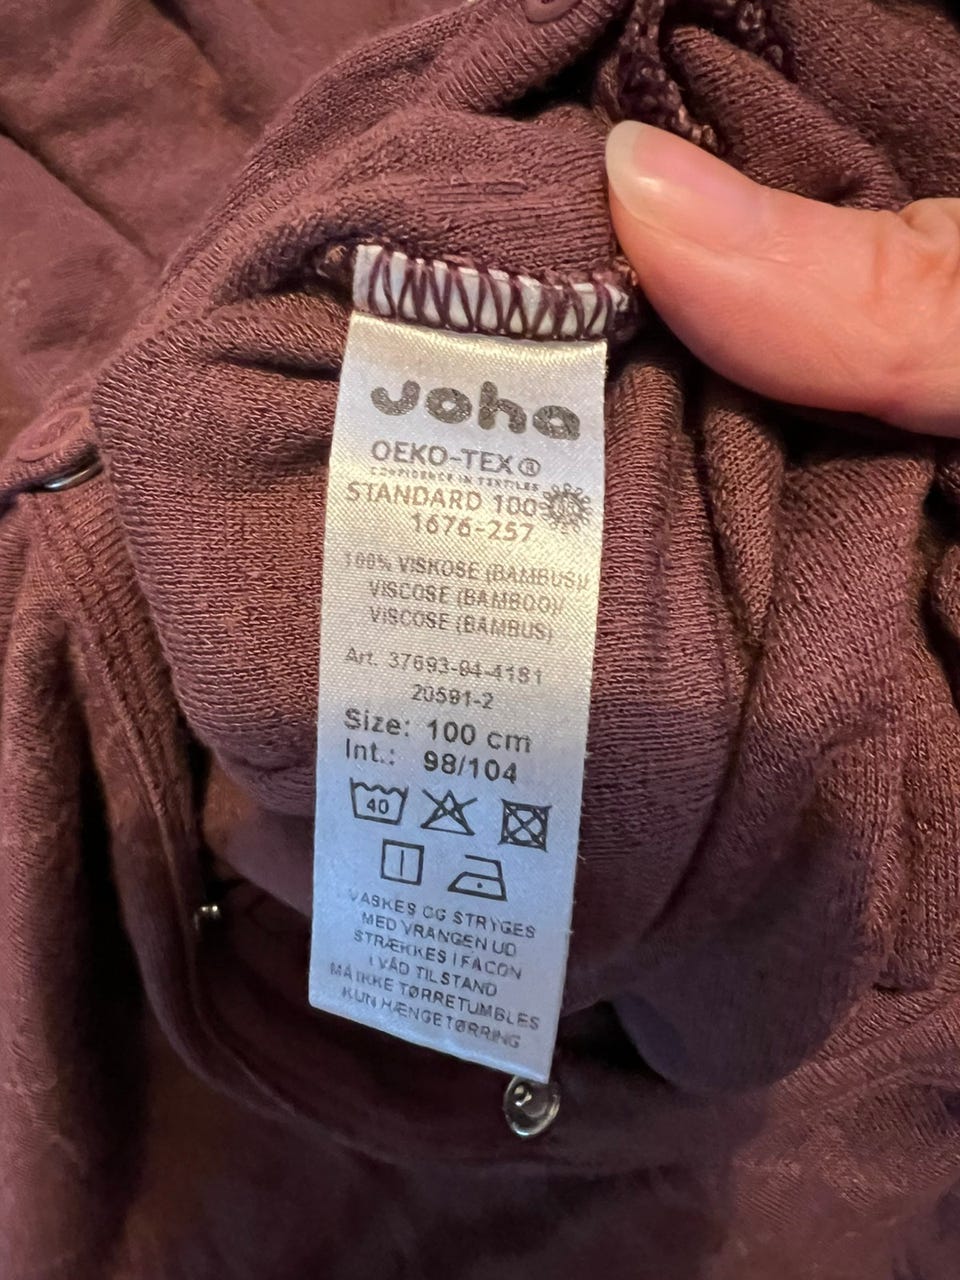 Joha
OEKO-TEX®
CONFIDENCE IN TEXTILES
STANDARD 100
1676-257
100% VISKOSE (BAMBUS)/
VISCOSE (BAMBOO)/
VISCOSE (BAMBUS)
Art. 37693-84-4181
20591-2
Size: 100 cm
Int.: 98/104
40
VASKES OG STRYGES
MED VRANGEN UD
STRÆKKES I FACON
I VÅD TILSTAND
MÅ IKKE TØRRETUMBLES
KUN HÆNGETØRRING